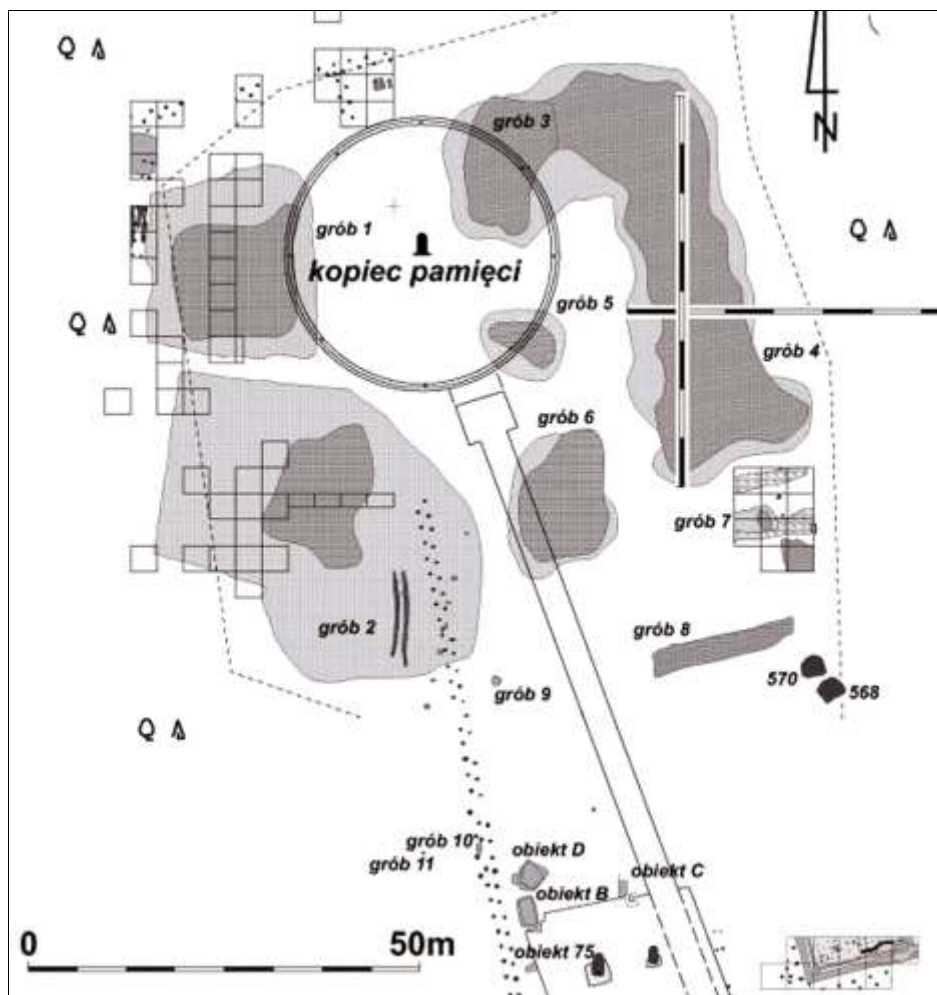 N
grób 3
grób 1
kopiec pamięci
grób 5
grób 4
grób 6
grób 7
grób 2
grób 8
570
568
grób 9
grób 10
grób 11
obiekt D
obiekt C
obiekt B
0
50m
obiekt 75